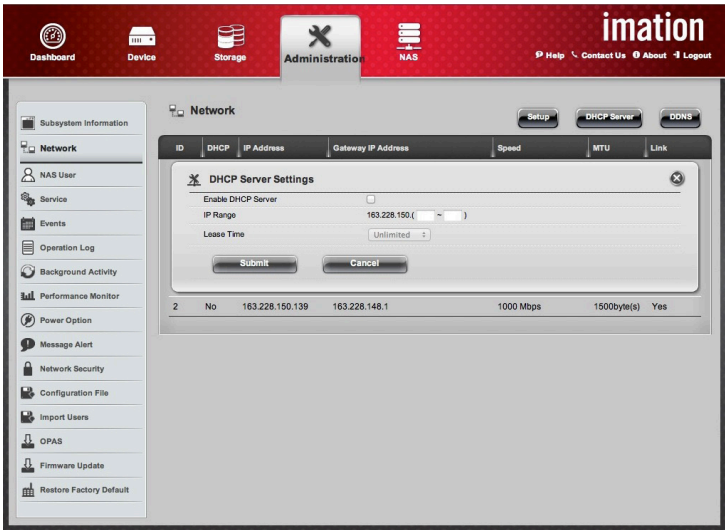 imation
Dashboard Device Storage Administration NAS
Help Contact Us About Logout
Subsystem Information
Network
NAS User
Service
Events
Operation Log
Background Activity
Performance Monitor
Power Option
Message Alert
Network Security
Configuration File
Import Users
OPAS
Firmware Update
Restore Factory Default
Network
Setup DHCP Server DDNS
ID DHCP IP Address Gateway IP Address Speed MTU Link
DHCP Server Settings
Enable DHCP Server
IP Range 163.228.150.( ~ )
Lease Time Unlimited
Submit Cancel
2 No 163.228.150.139 163.228.148.1 1000 Mbps 1500byte(s) Yes